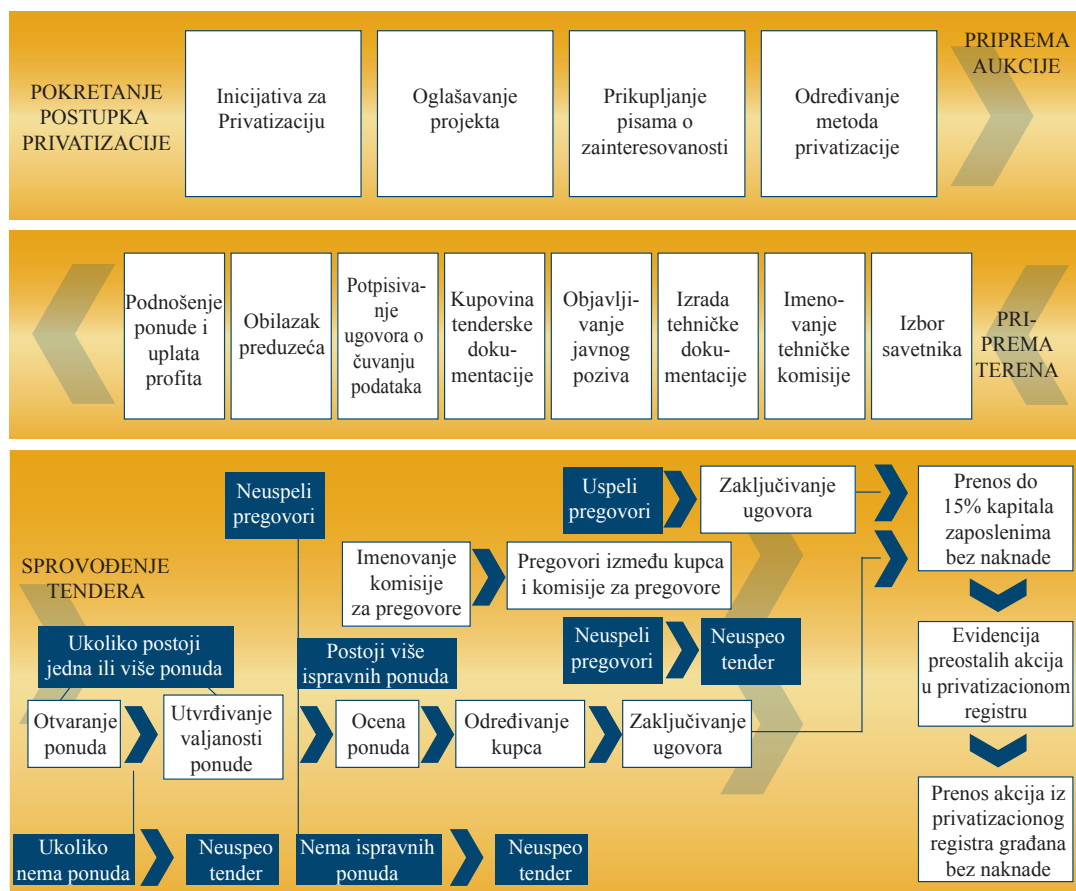 POKRETANJE
POSTUPKA
PRIVATIZACIJE
Inicijativa za
Privatizaciju
Oglašavanje
projekta
Prikupljanje
pisama o
zainteresovanosti
Određivanje
metoda
privatizacije
PRIPREMA
AUKCIJE
Podnošenje
ponude i
uplata
profita
Obilazak
preduzeća
Potpisiva-
nje
ugovora o
čuvanju
podataka
Kupovina
tenderske
doku-
mentacije
Objavlji-
vanje
javnog
poziva
Izrada
tehničke
doku-
mentacije
Imeno-
vanje
tehničke
komisije
Izbor
savetnika
PRI-
PREMA
TERENA
SPROVOĐENJE
TENDERA
Neuspeli
pregovori
Uspeli
pregovori
Zaključivanje
ugovora
Prenos do
15% kapitala
zaposlenima
bez naknade
Imenovanje
komisije
za pregovore
Pregovori između kupca
i komisije za pregovore
Neuspeli
pregovori
Neuspeo
tender
Evidencija
preostalih akcija
u privatizacionom
registru
Ukoliko postoji
jedna ili više ponuda
Postoji više
ispravnih ponuda
Otvaranje
ponuda
Utvrđivanje
valjanosti
ponude
Ocena
ponuda
Određivanje
kupca
Zaključivanje
ugovora
Prenos akcija iz
privatizacionog
registra građana
bez naknade
Ukoliko
nema ponuda
Neuspeo
tender
Nema ispravnih
ponuda
Neuspeo
tender